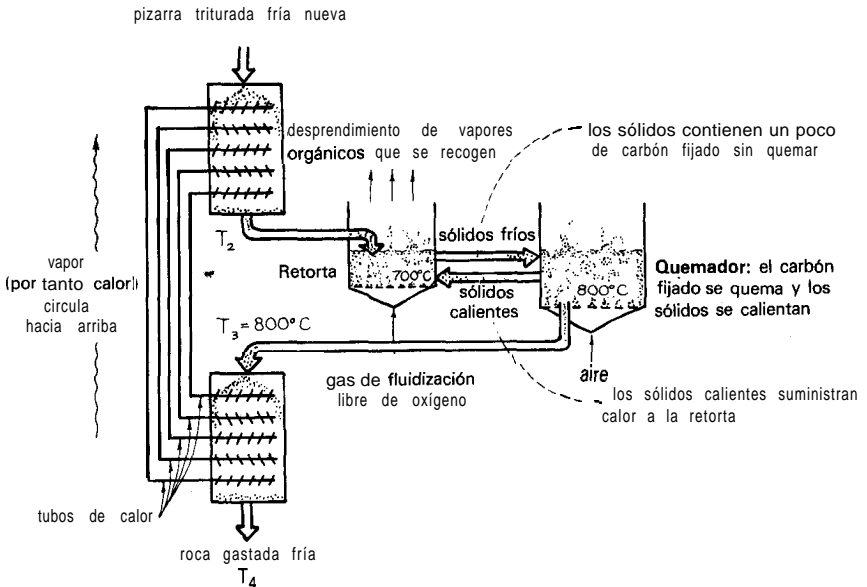 pizarra triturada fría nueva
desprendimiento de vapores
orgánicos que se recogen
los sólidos contienen un poco
de carbón fijado sin quemar
T₂
sólidos fríos
vapor
(por tanto calor)
circula
hacia arriba
Retorta
700°C
sólidos
calientes
800°C
Quemador: el carbón
fijado se quema y los
sólidos se calientan
T₃ = 800°C
gas de fluidización
libre de oxígeno
aire
los sólidos calientes suministran
calor a la retorta
tubos de calor
roca gastada fría
T₄